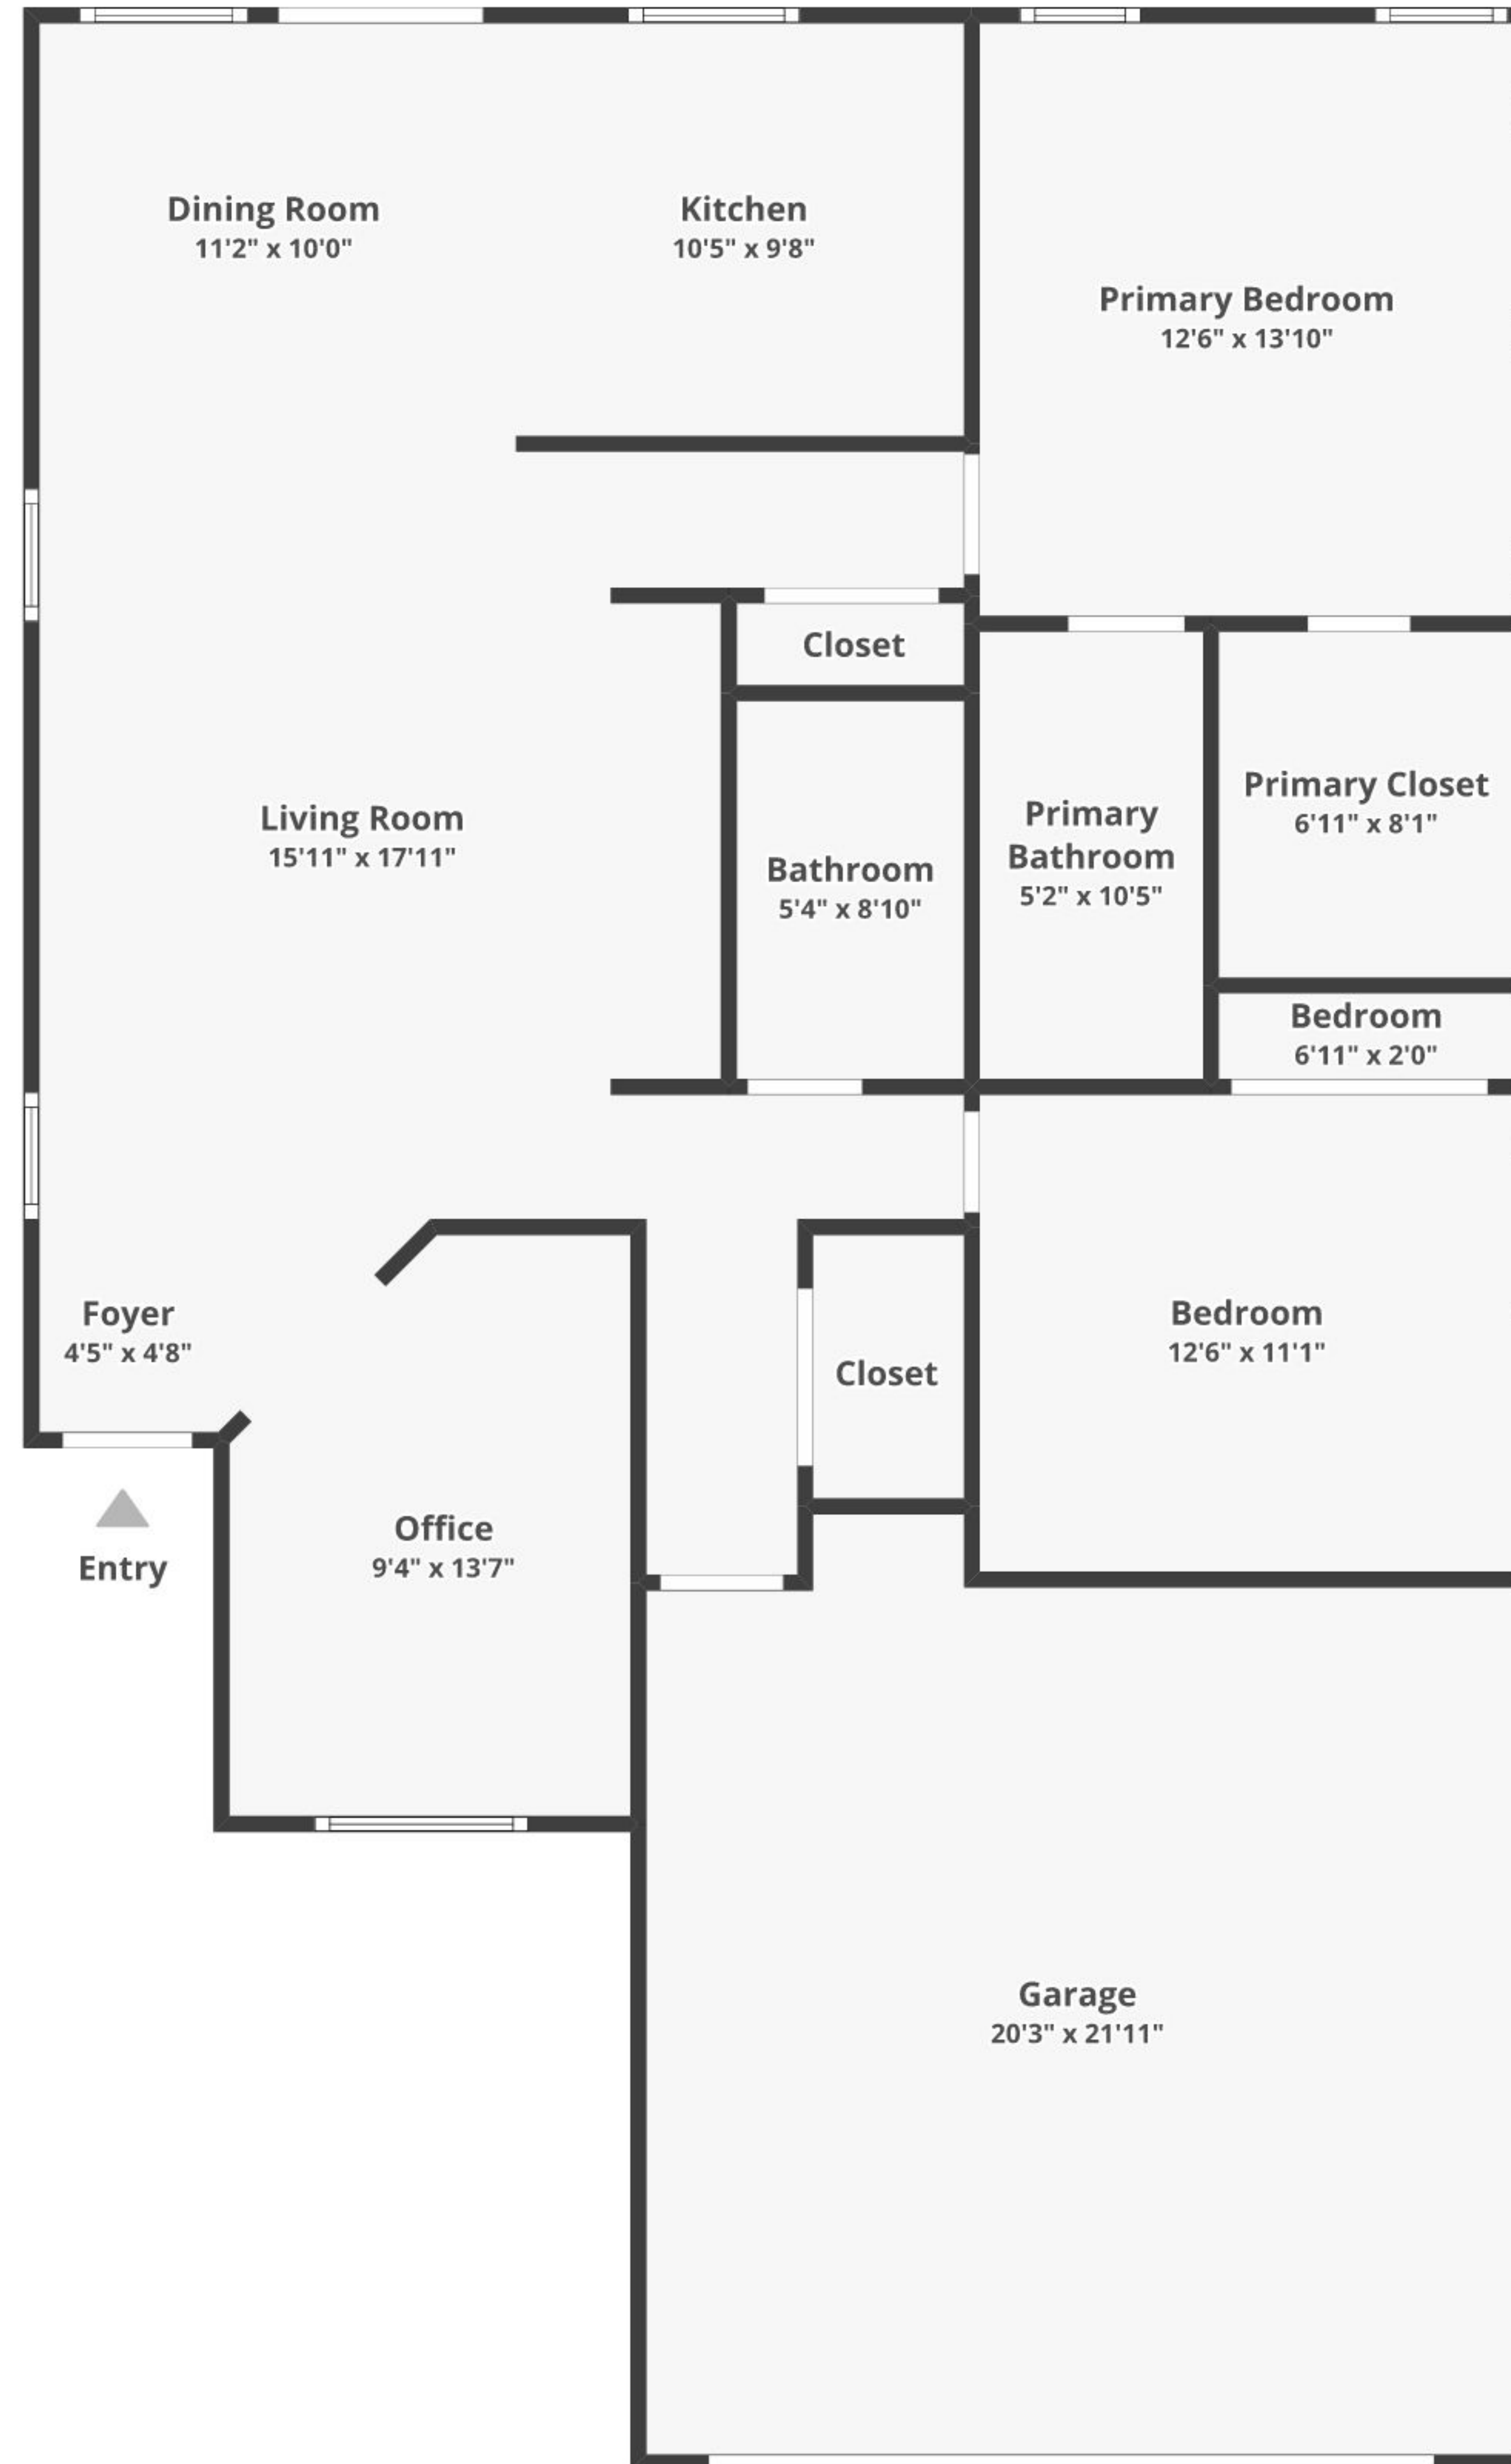 Dining Room
11'2" x 10'0"
Kitchen
10'5" x 9'8"
Primary Bedroom
12'6" x 13'10"
Closet
Living Room
15'11" x 17'11"
Bathroom
5'4" x 8'10"
Primary
Bathroom
5'2" x 10'5"
Primary Closet
6'11" x 8'1"
Bedroom
6'11" x 2'0"
Foyer
4'5" x 4'8"
Closet
Bedroom
12'6" x 11'1"
Entry
Office
9'4" x 13'7"
Garage
20'3" x 21'11"